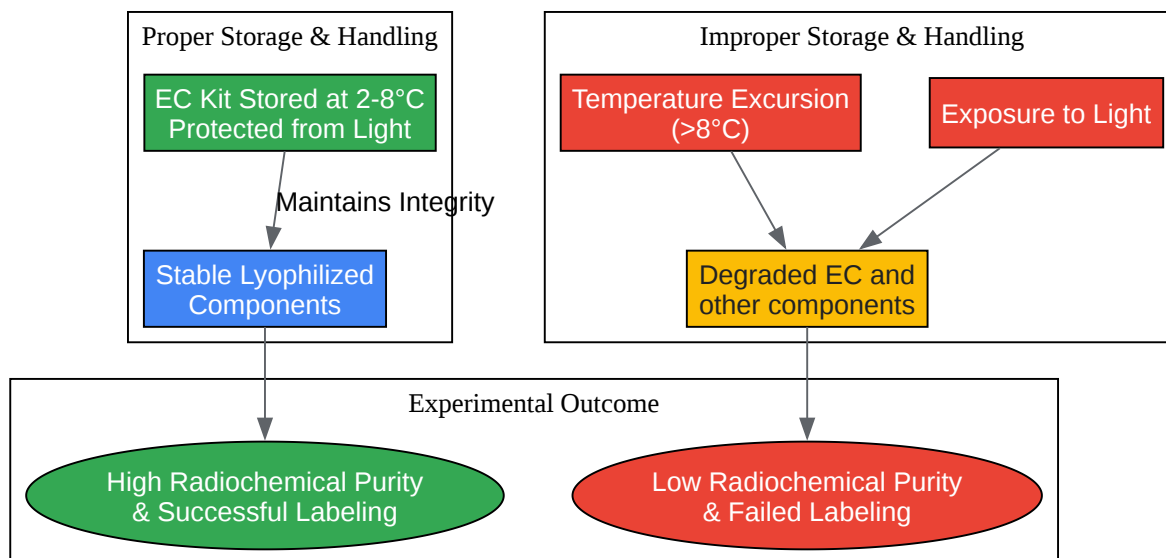 Proper Storage & Handling
EC Kit Stored at 2-8°C
Protected from Light
Maintains Integrity
Stable Lyophilized
Components
Improper Storage & Handling
Temperature Excursion
(>8°C)
Exposure to Light
Degraded EC and
other components
Experimental Outcome
High Radiochemical Purity
& Successful Labeling
Low Radiochemical Purity
& Failed Labeling